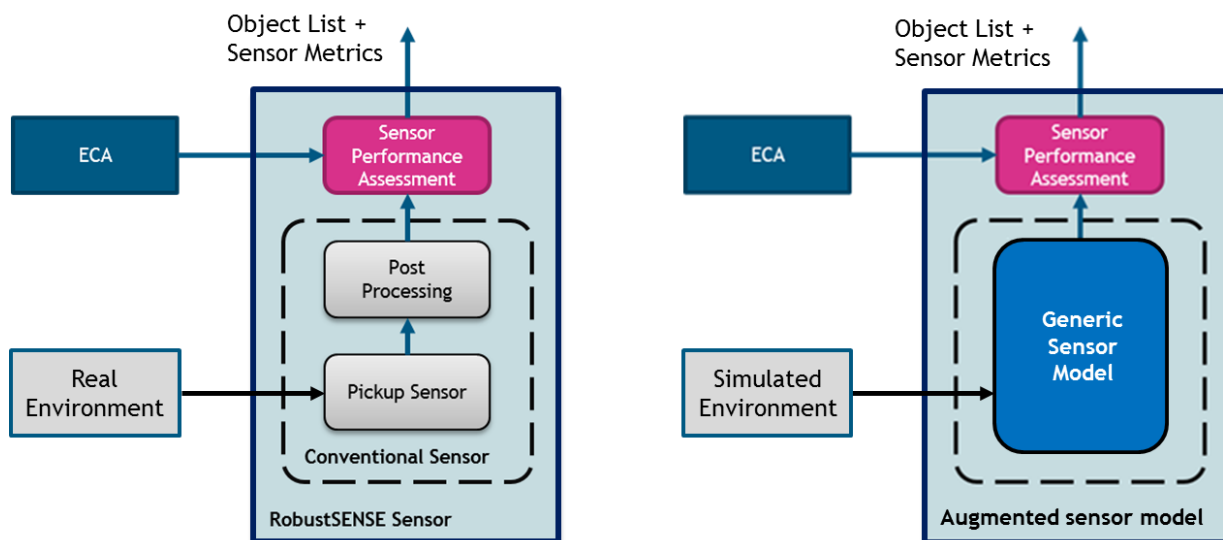 Object List +
Sensor Metrics
ECA
Sensor
Performance
Assessment
Post
Processing
Real
Environment
Pickup Sensor
Conventional Sensor
RobustSENSE Sensor
Object List +
Sensor Metrics
ECA
Sensor
Performance
Assessment
Generic
Sensor
Model
Simulated
Environment
Augmented sensor model